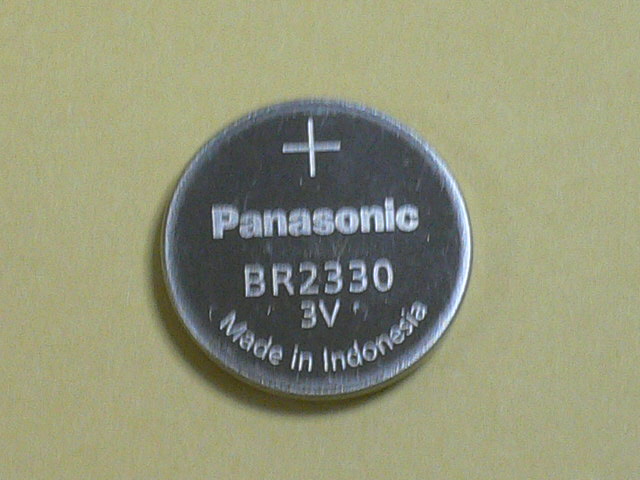 +
Panasonic
BR2330
3V
Made in Indonesia